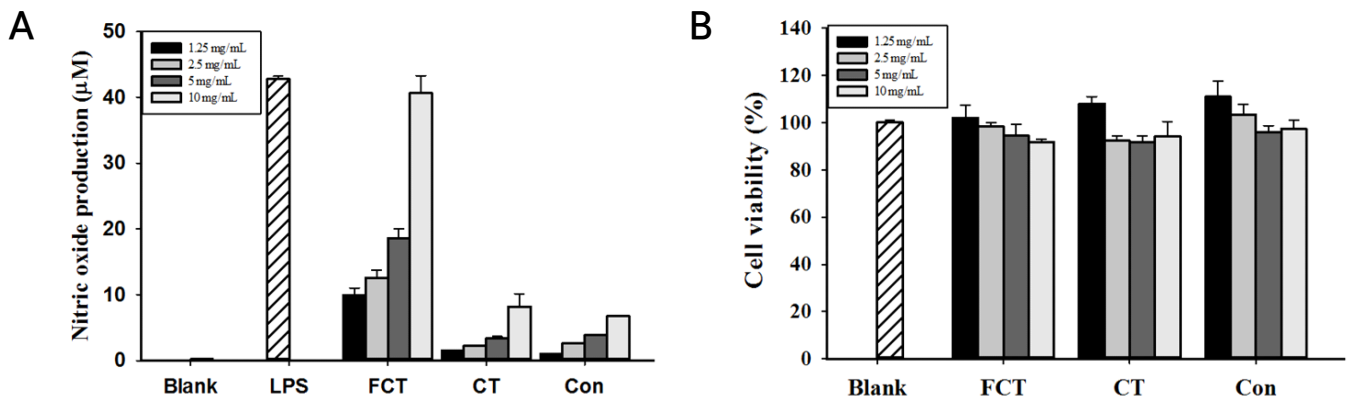 A
Nitric oxide production (µM)
50
40
30
20
10
0
1.25 mg/mL
2.5 mg/mL
5 mg/mL
10 mg/mL
Blank LPS FCT CT Con
B
Cell viability (%)
140
120
100
80
60
40
20
0
1.25 mg/mL
2.5 mg/mL
5 mg/mL
10 mg/mL
Blank FCT CT Con